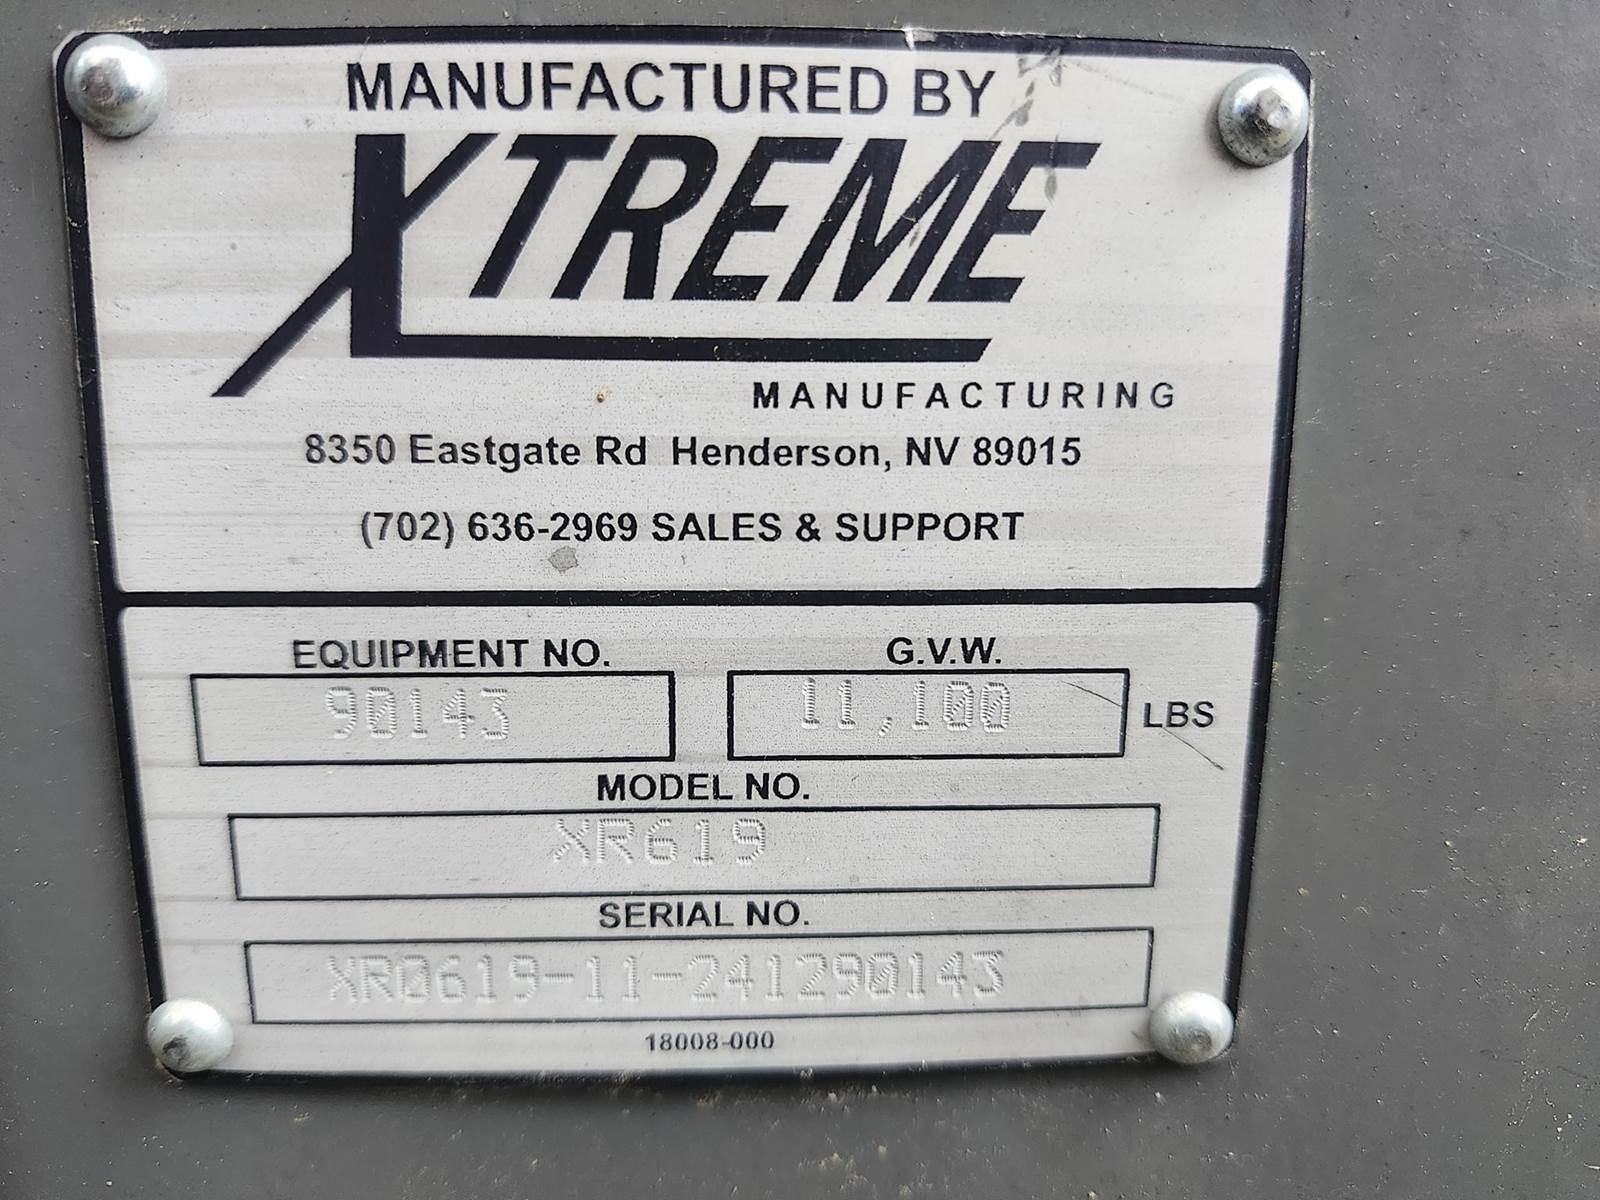 MANUFACTURED BY
XTREME
MANUFACTURING
8350 Eastgate Rd Henderson, NV 89015
(702) 636-2969 SALES & SUPPORT
EQUIPMENT NO. G.V.W.
90143 11,100 LBS
MODEL NO.
XR619
SERIAL NO.
XR0619-11-241290143
18008-000